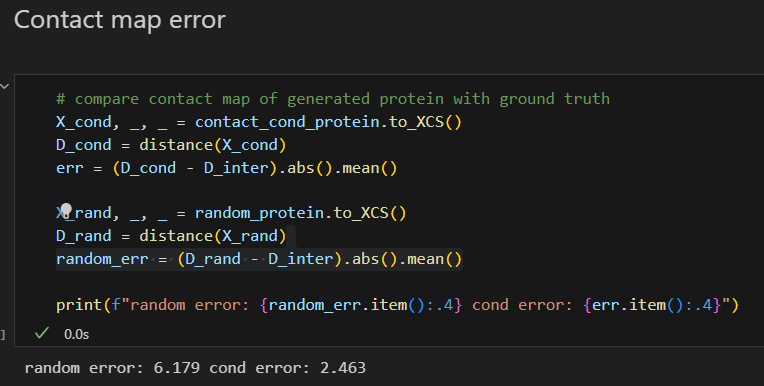 Contact map error
# compare contact map of generated protein with ground truth
X_cond, _, _ = contact_cond_protein.to_XCS()
D_cond = distance(X_cond)
err = (D_cond - D_inter).abs().mean()
X_rand, _, _ = random_protein.to_XCS()
D_rand = distance(X_rand)
random_err = (D_rand - D_inter).abs().mean()
print(f"random error: {random_err.item():.4} cond error: {err.item():.4}")
]
0.0s
random error: 6.179 cond error: 2.463